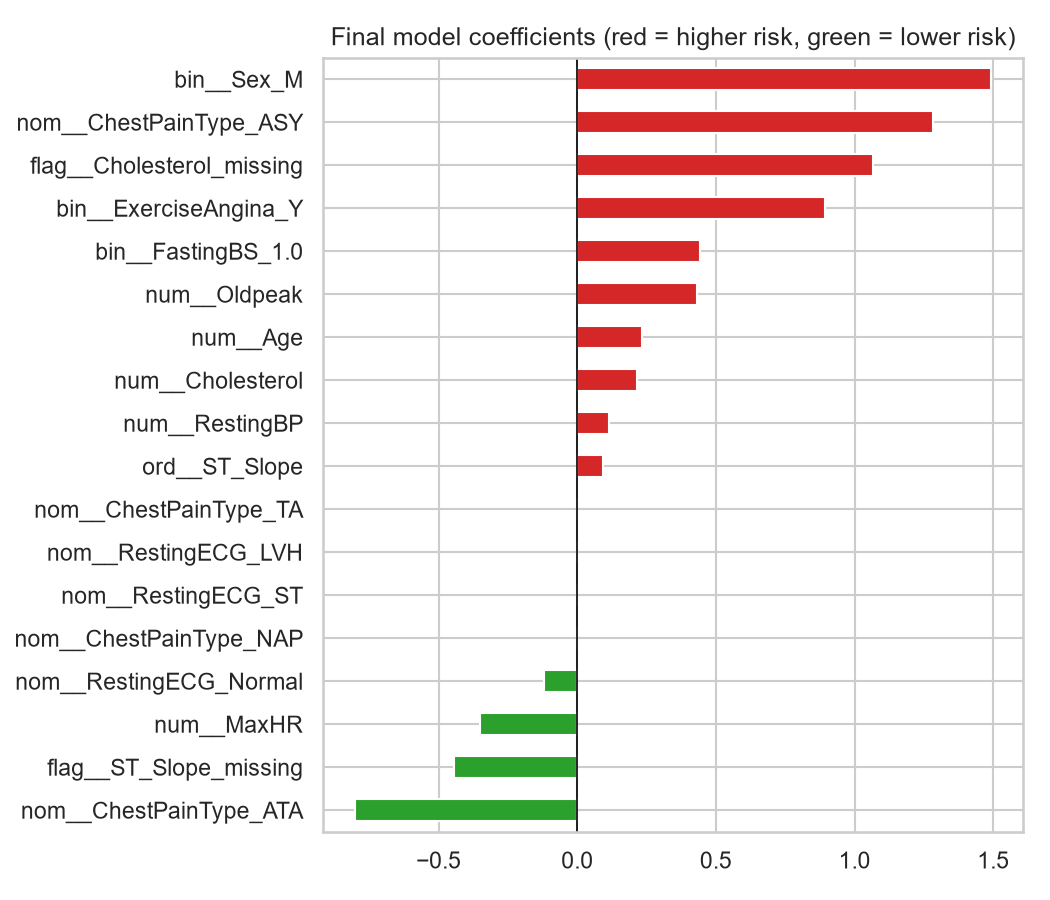 Final model coefficients (red = higher risk, green = lower risk)
bin__Sex_M
nom__ChestPainType_ASY
flag__Cholesterol_missing
bin__ExerciseAngina_Y
bin__FastingBS_1.0
num__Oldpeak
num__Age
num__Cholesterol
num__RestingBP
ord__ST_Slope
nom__ChestPainType_TA
nom__RestingECG_LVH
nom__RestingECG_ST
nom__ChestPainType_NAP
nom__RestingECG_Normal
num__MaxHR
flag__ST_Slope_missing
nom__ChestPainType_ATA
−0.5 0.0 0.5 1.0 1.5